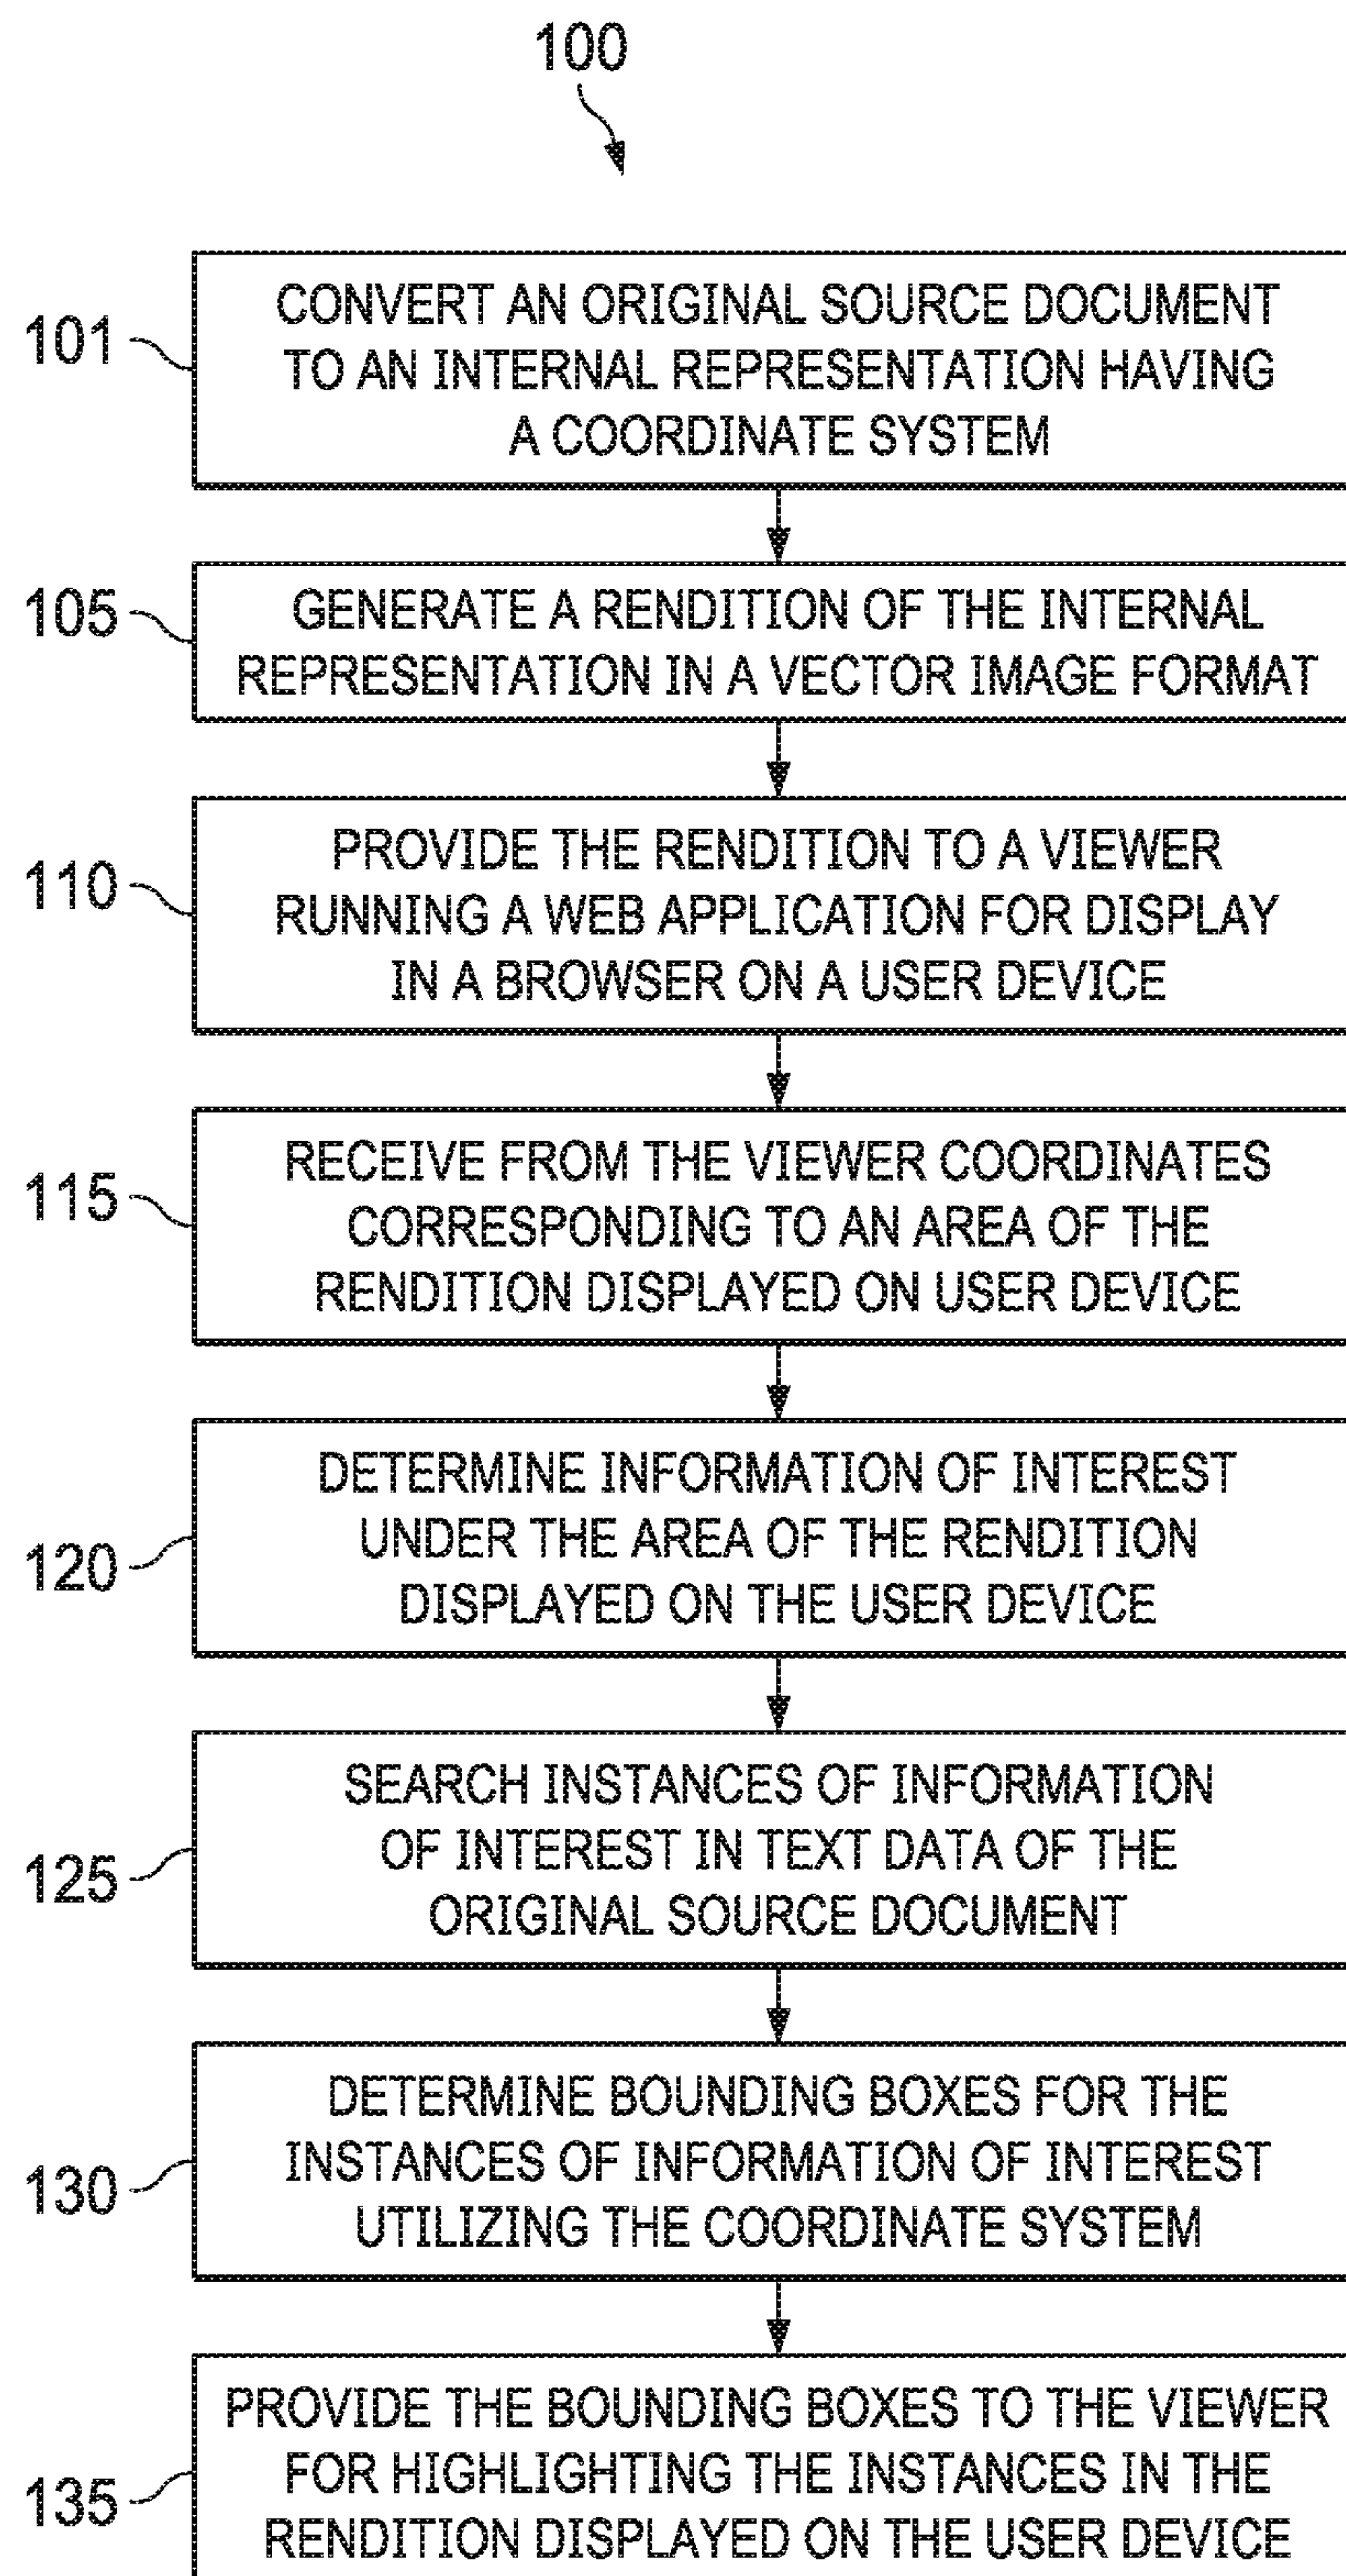 100
101
CONVERT AN ORIGINAL SOURCE DOCUMENT
TO AN INTERNAL REPRESENTATION HAVING
A COORDINATE SYSTEM
105
GENERATE A RENDITION OF THE INTERNAL
REPRESENTATION IN A VECTOR IMAGE FORMAT
110
PROVIDE THE RENDITION TO A VIEWER
RUNNING A WEB APPLICATION FOR DISPLAY
IN A BROWSER ON A USER DEVICE
115
RECEIVE FROM THE VIEWER COORDINATES
CORRESPONDING TO AN AREA OF THE
RENDITION DISPLAYED ON USER DEVICE
120
DETERMINE INFORMATION OF INTEREST
UNDER THE AREA OF THE RENDITION
DISPLAYED ON THE USER DEVICE
125
SEARCH INSTANCES OF INFORMATION
OF INTEREST IN TEXT DATA OF THE
ORIGINAL SOURCE DOCUMENT
130
DETERMINE BOUNDING BOXES FOR THE
INSTANCES OF INFORMATION OF INTEREST
UTILIZING THE COORDINATE SYSTEM
135
PROVIDE THE BOUNDING BOXES TO THE VIEWER
FOR HIGHLIGHTING THE INSTANCES IN THE
RENDITION DISPLAYED ON THE USER DEVICE